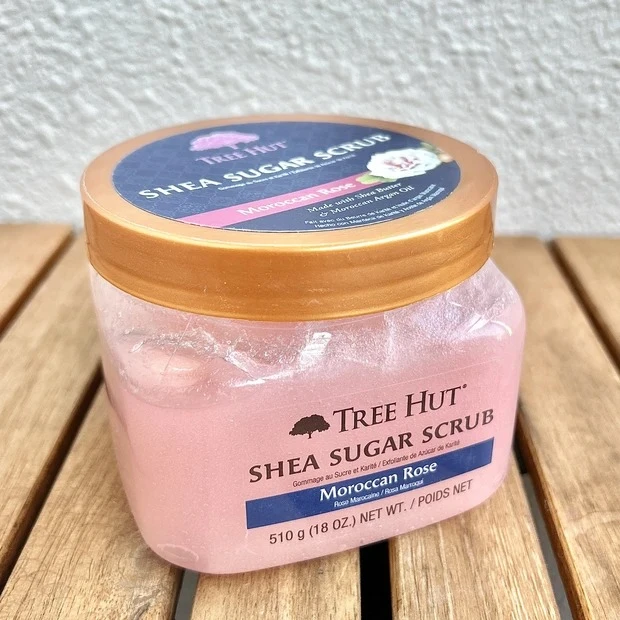 TREE HUT
SHEA SUGAR SCRUB
Moroccan Rose
Made with Shea Butter
& Moroccan Argan Oil
TREE HUT®
SHEA SUGAR SCRUB
Gommage au Sucre et Karité / Exfoliante de Azúcar de Karité
Moroccan Rose
Rose Marocaine / Rosa Marroquí
510 g (18 OZ.) NET WT. / POIDS NET